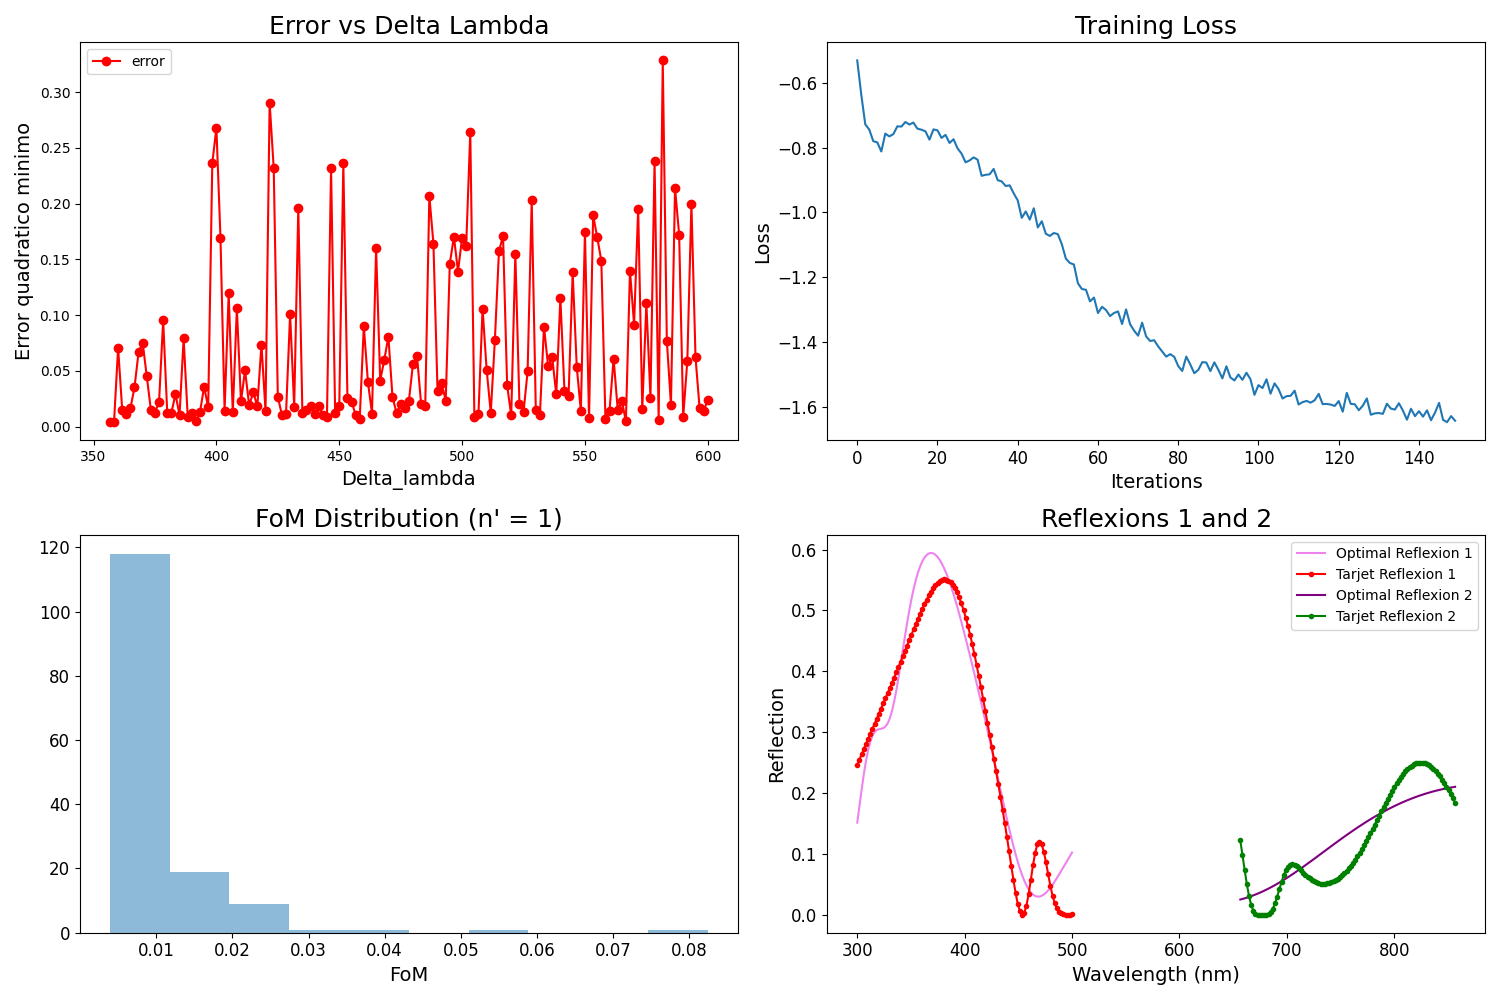 Error vs Delta Lambda
error
Error quadratico minimo
0.30
0.25
0.20
0.15
0.10
0.05
0.00
350 400 450 500 550 600
Delta_lambda
Training Loss
Loss
−0.6
−0.8
−1.0
−1.2
−1.4
−1.6
0 20 40 60 80 100 120 140
Iterations
FoM Distribution (n' = 1)
120
100
80
60
40
20
0
0.01 0.02 0.03 0.04 0.05 0.06 0.07 0.08
FoM
Reflexions 1 and 2
Optimal Reflexion 1
Tarjet Reflexion 1
Optimal Reflexion 2
Tarjet Reflexion 2
Reflection
0.6
0.5
0.4
0.3
0.2
0.1
0.0
300 400 500 600 700 800
Wavelength (nm)